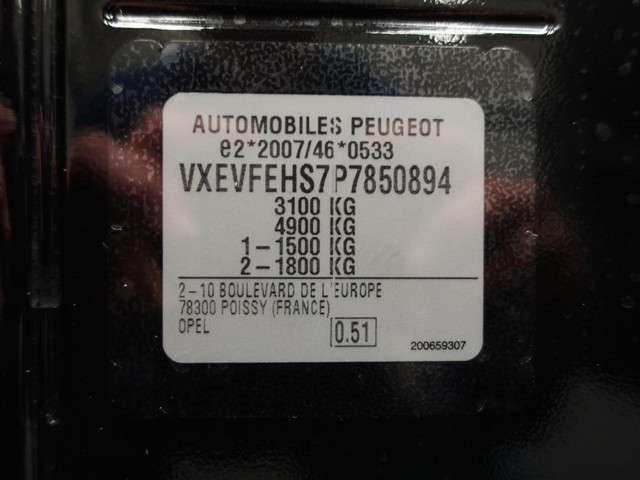 AUTOMOBILES PEUGEOT
e2*2007/46*0533
VXEVFEHS7P7850894
3100 KG
4900 KG
1-1500 KG
2-1800 KG
2-10 BOULEVARD DE L'EUROPE
78300 POISSY (FRANCE)
OPEL 0.51
200659307